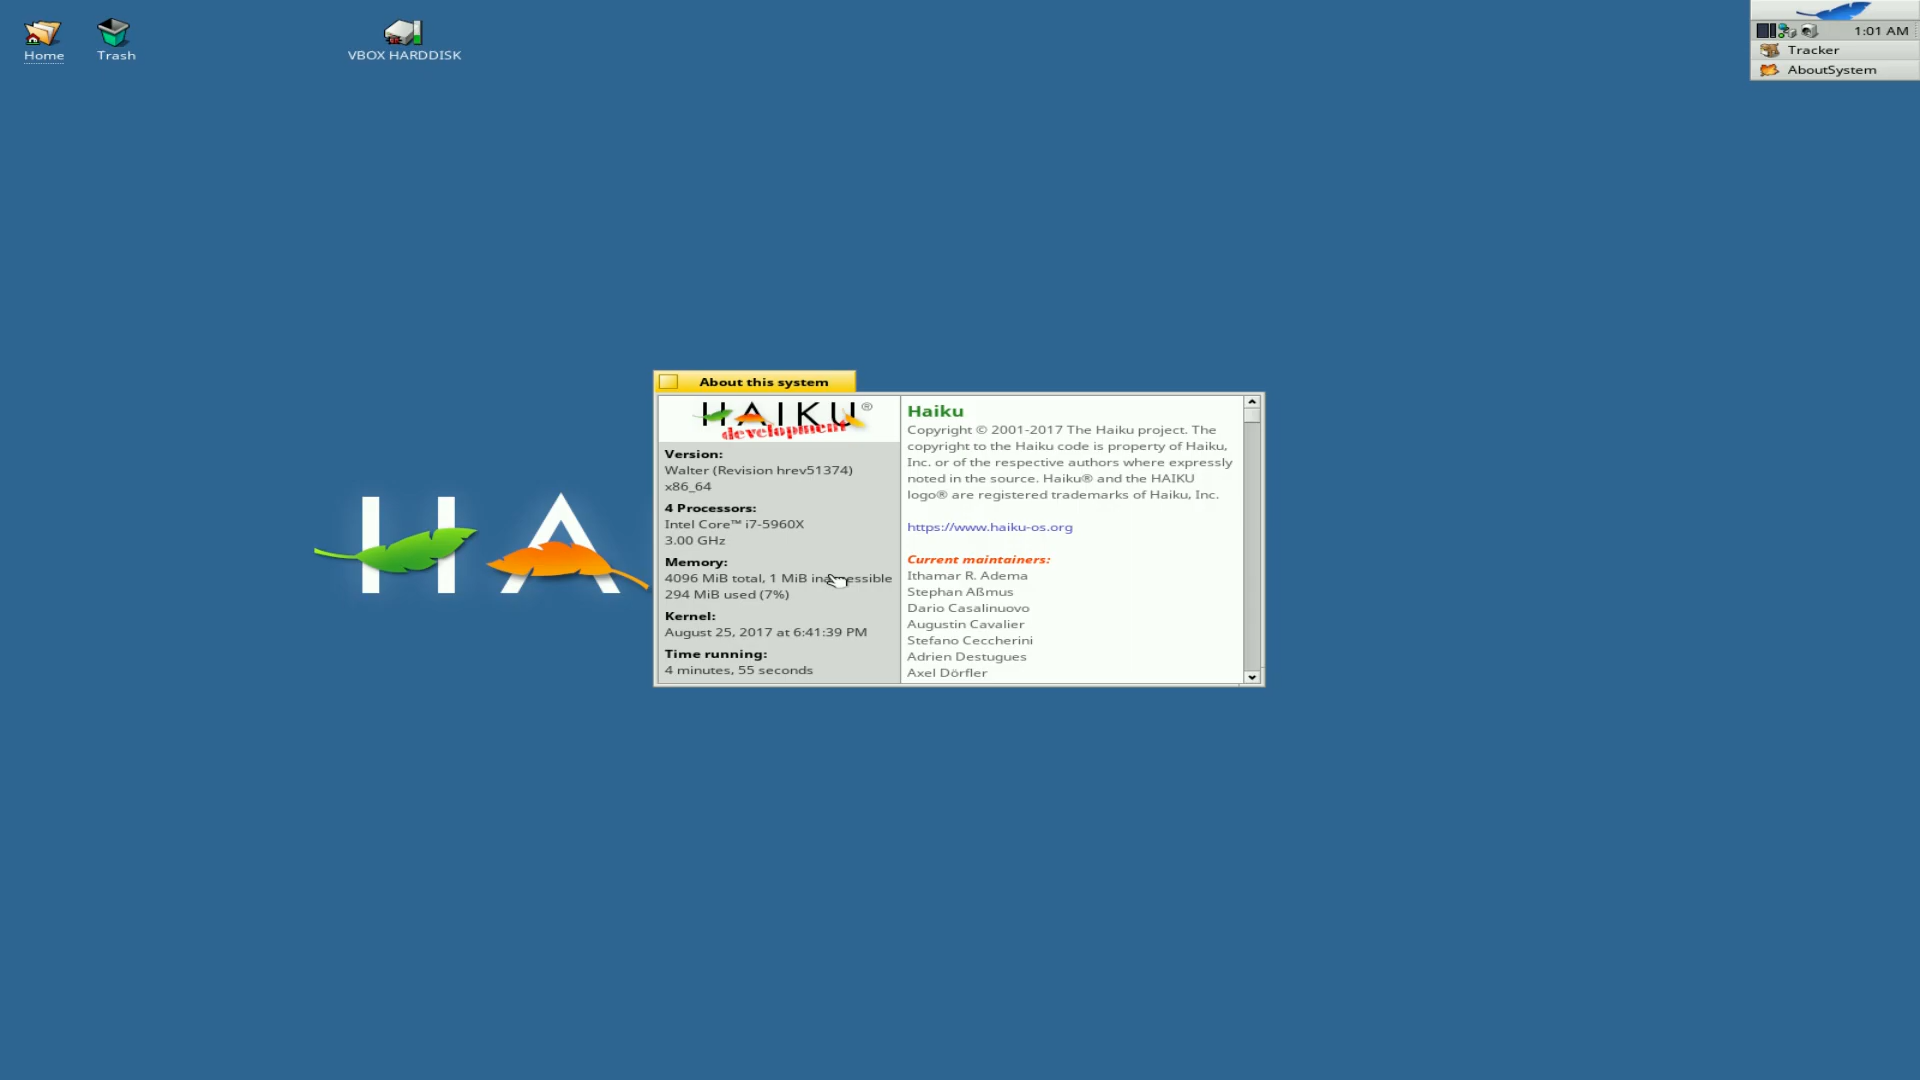 Home
Trash
VBOX HARDDISK
1:01 AM
Tracker
AboutSystem
HA
About this system
HAIKU®
development
Version:
Walter (Revision hrev51374)
x86_64
4 Processors:
Intel Core™ i7-5960X
3.00 GHz
Memory:
4096 MiB total, 1 MiB inaccessible
294 MiB used (7%)
Kernel:
August 25, 2017 at 6:41:39 PM
Time running:
4 minutes, 55 seconds
Haiku
Copyright © 2001-2017 The Haiku project. The
copyright to the Haiku code is property of Haiku,
Inc. or of the respective authors where expressly
noted in the source. Haiku® and the HAIKU
logo® are registered trademarks of Haiku, Inc.
https://www.haiku-os.org
Current maintainers:
Ithamar R. Adema
Stephan Aßmus
Dario Casalinuovo
Augustin Cavalier
Stefano Ceccherini
Adrien Destugues
Axel Dörfler